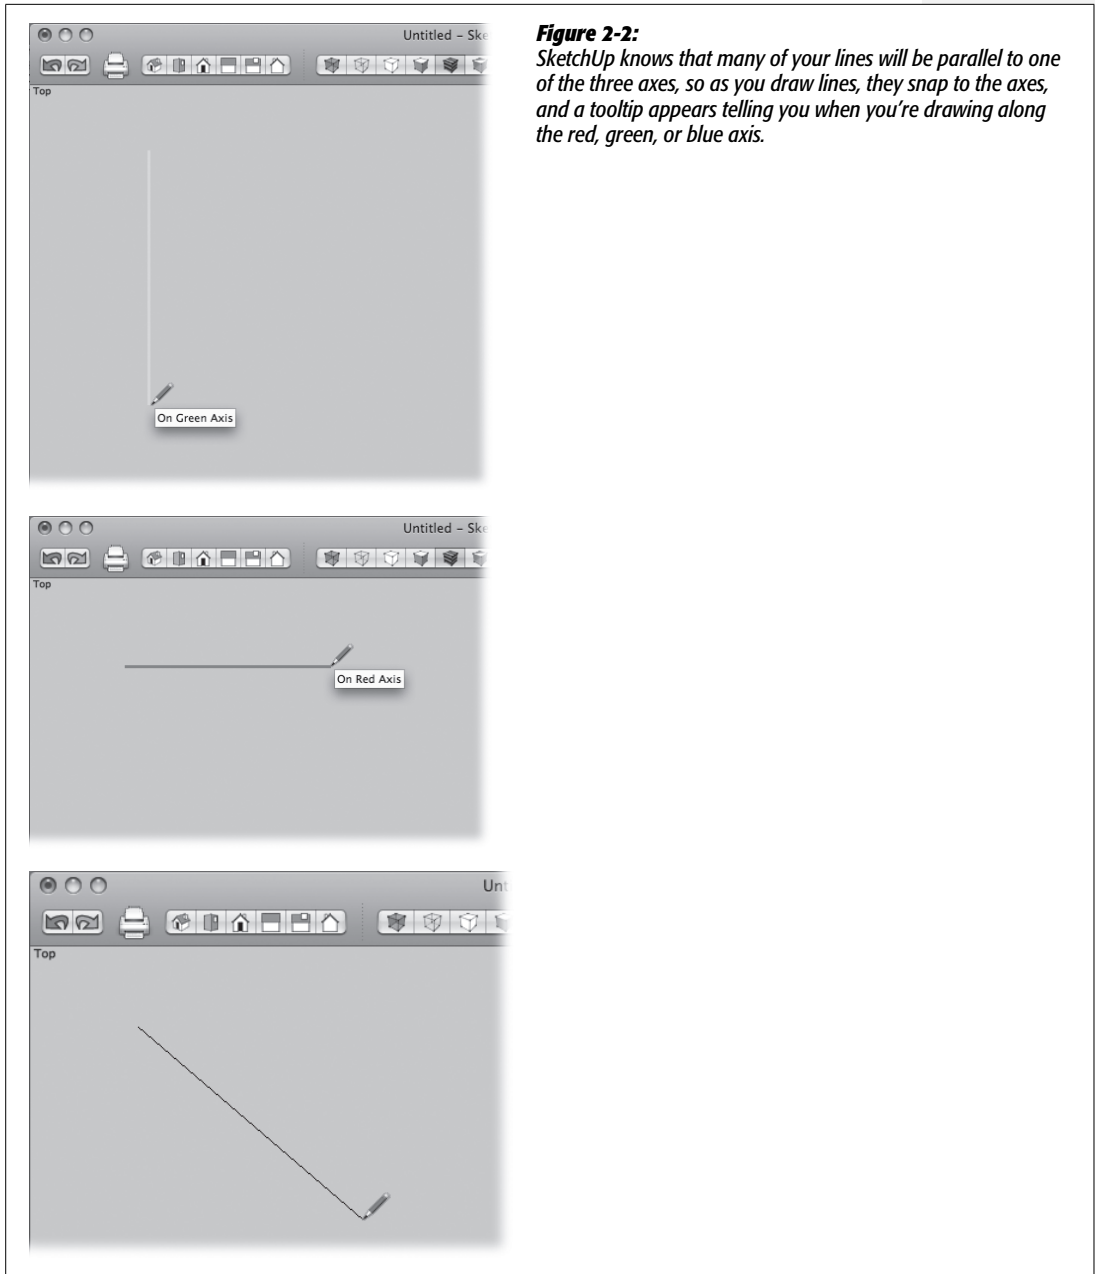 Untitled – Ske
Top
On Green Axis
Figure 2-2:
SketchUp knows that many of your lines will be parallel to one
of the three axes, so as you draw lines, they snap to the axes,
and a tooltip appears telling you when you’re drawing along
the red, green, or blue axis.
Untitled – Ske
Top
On Red Axis
Unt
Top